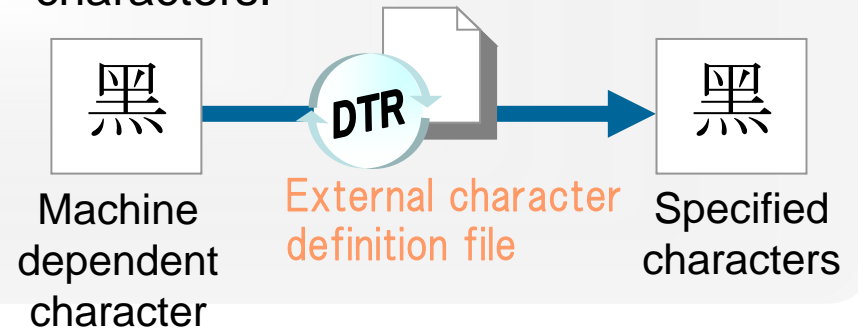 characters.
黑
DTR
黑
External character
definition file
Machine
dependent
character
Specified
characters